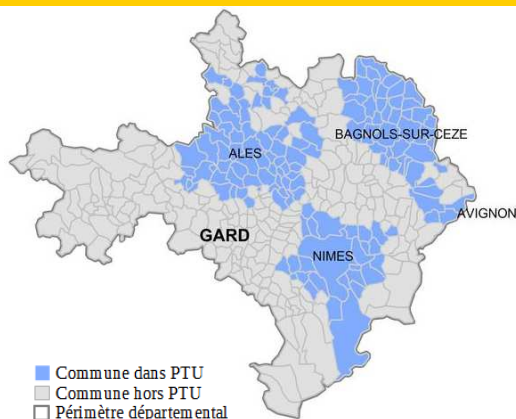 BAGNOLS-SUR-CEZE
ALES
AVIGNON
GARD
NIMES
Commune dans PTU
Commune hors PTU
Périmètre départemental